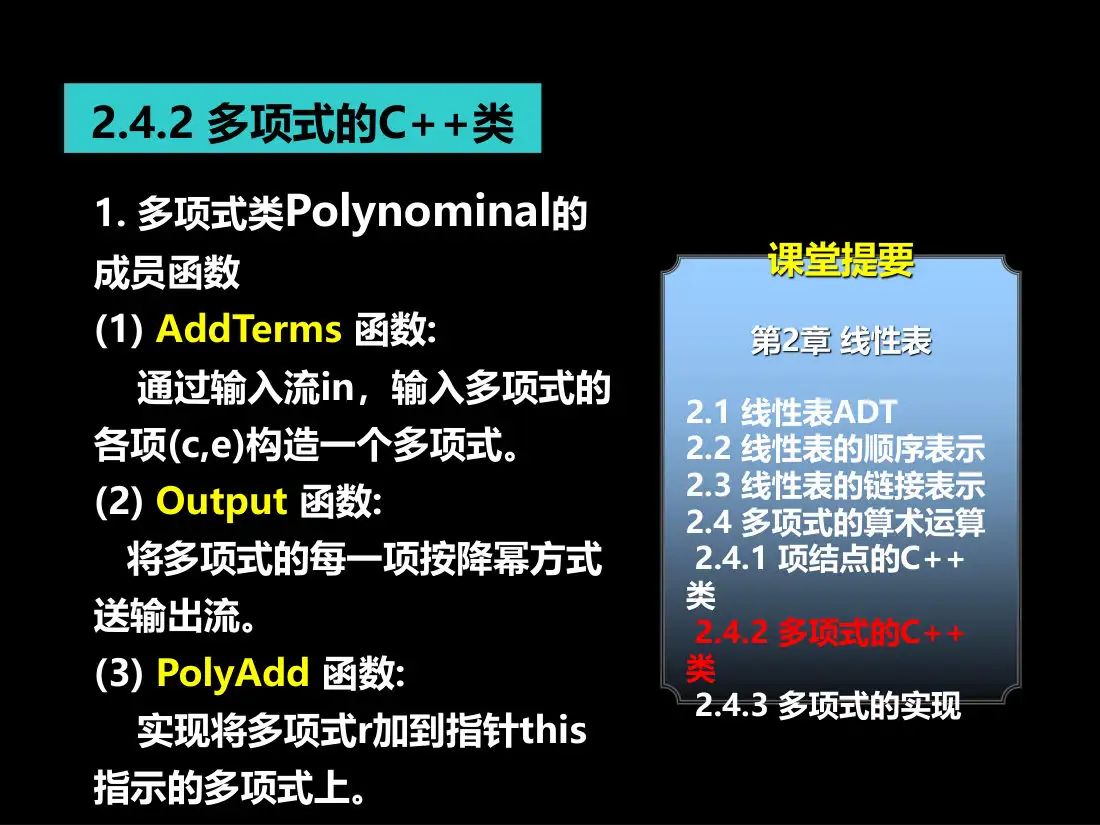 2.4.2 多项式的C++类
1. 多项式类Polynominal的
成员函数
(1) AddTerms 函数:
通过输入流in，输入多项式的
各项(c,e)构造一个多项式。
(2) Output 函数:
将多项式的每一项按降幂方式
送输出流。
(3) PolyAdd 函数:
实现将多项式r加到指针this
指示的多项式上。
课堂提要
第2章 线性表
2.1 线性表ADT
2.2 线性表的顺序表示
2.3 线性表的链接表示
2.4 多项式的算术运算
2.4.1 项结点的C++
类
2.4.2 多项式的C++
类
2.4.3 多项式的实现